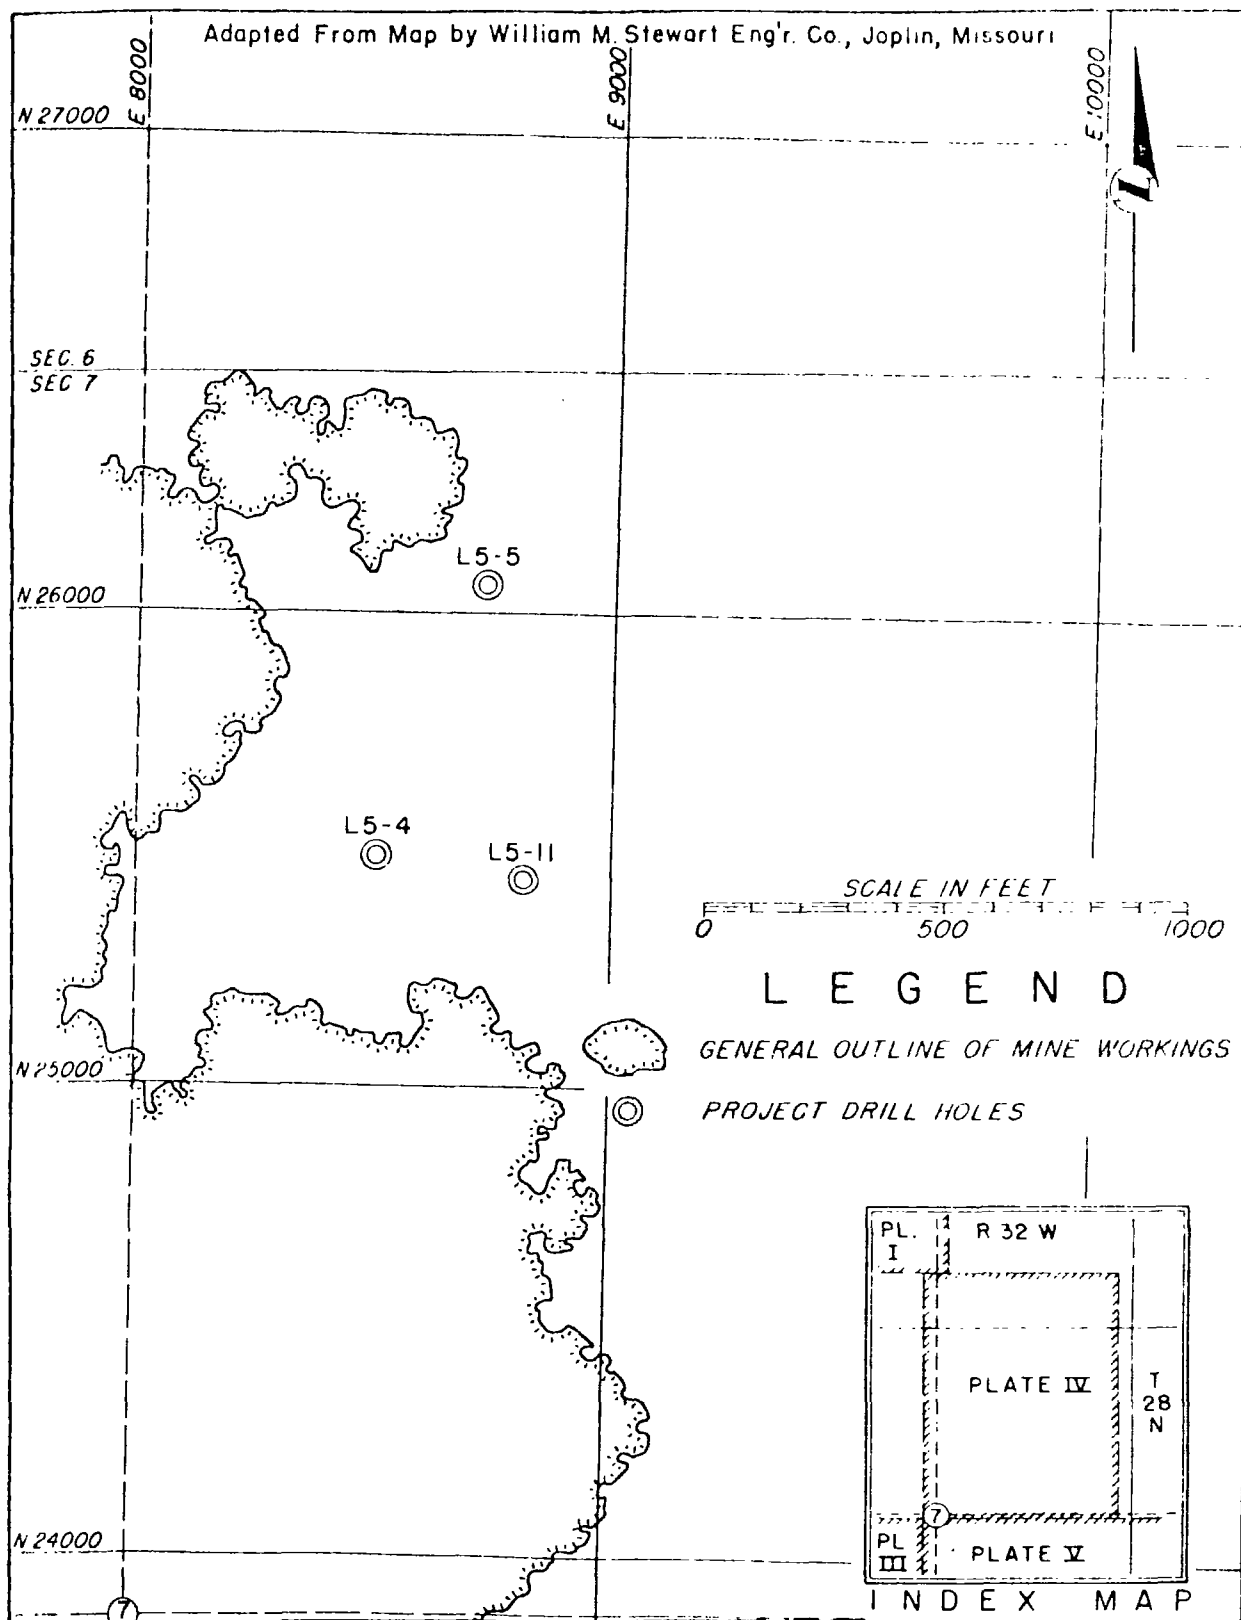 Adapted From Map by William M. Stewart Eng'r. Co., Joplin, Missouri
E 8000
E 9000
E 10000
N 27000
SEC. 6
SEC 7
L5-5
N 26000
L5-4
L5-11
SCALE IN FEET
0 500 1000
LEGEND
GENERAL OUTLINE OF MINE WORKINGS
N 25000
PROJECT DRILL HOLES
PL. I
R 32 W
PLATE IV
T 28 N
7
PL III
PLATE V
N 24000
INDEX MAP
7